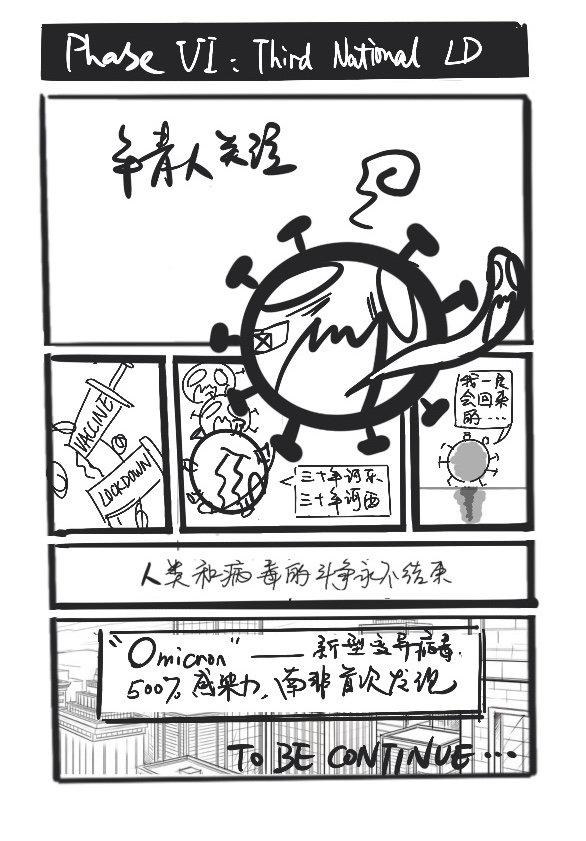 Phase VI: Third National LD
年青人
VACCINE
LOCKDOWN
三十年河东
三十年河西
我一定
会回来
的...
人类和病毒的斗争永不结束
"Omicron" —— 新型变异病毒.
500% 感染力, 南非首次发现
TO BE CONTINUE ...